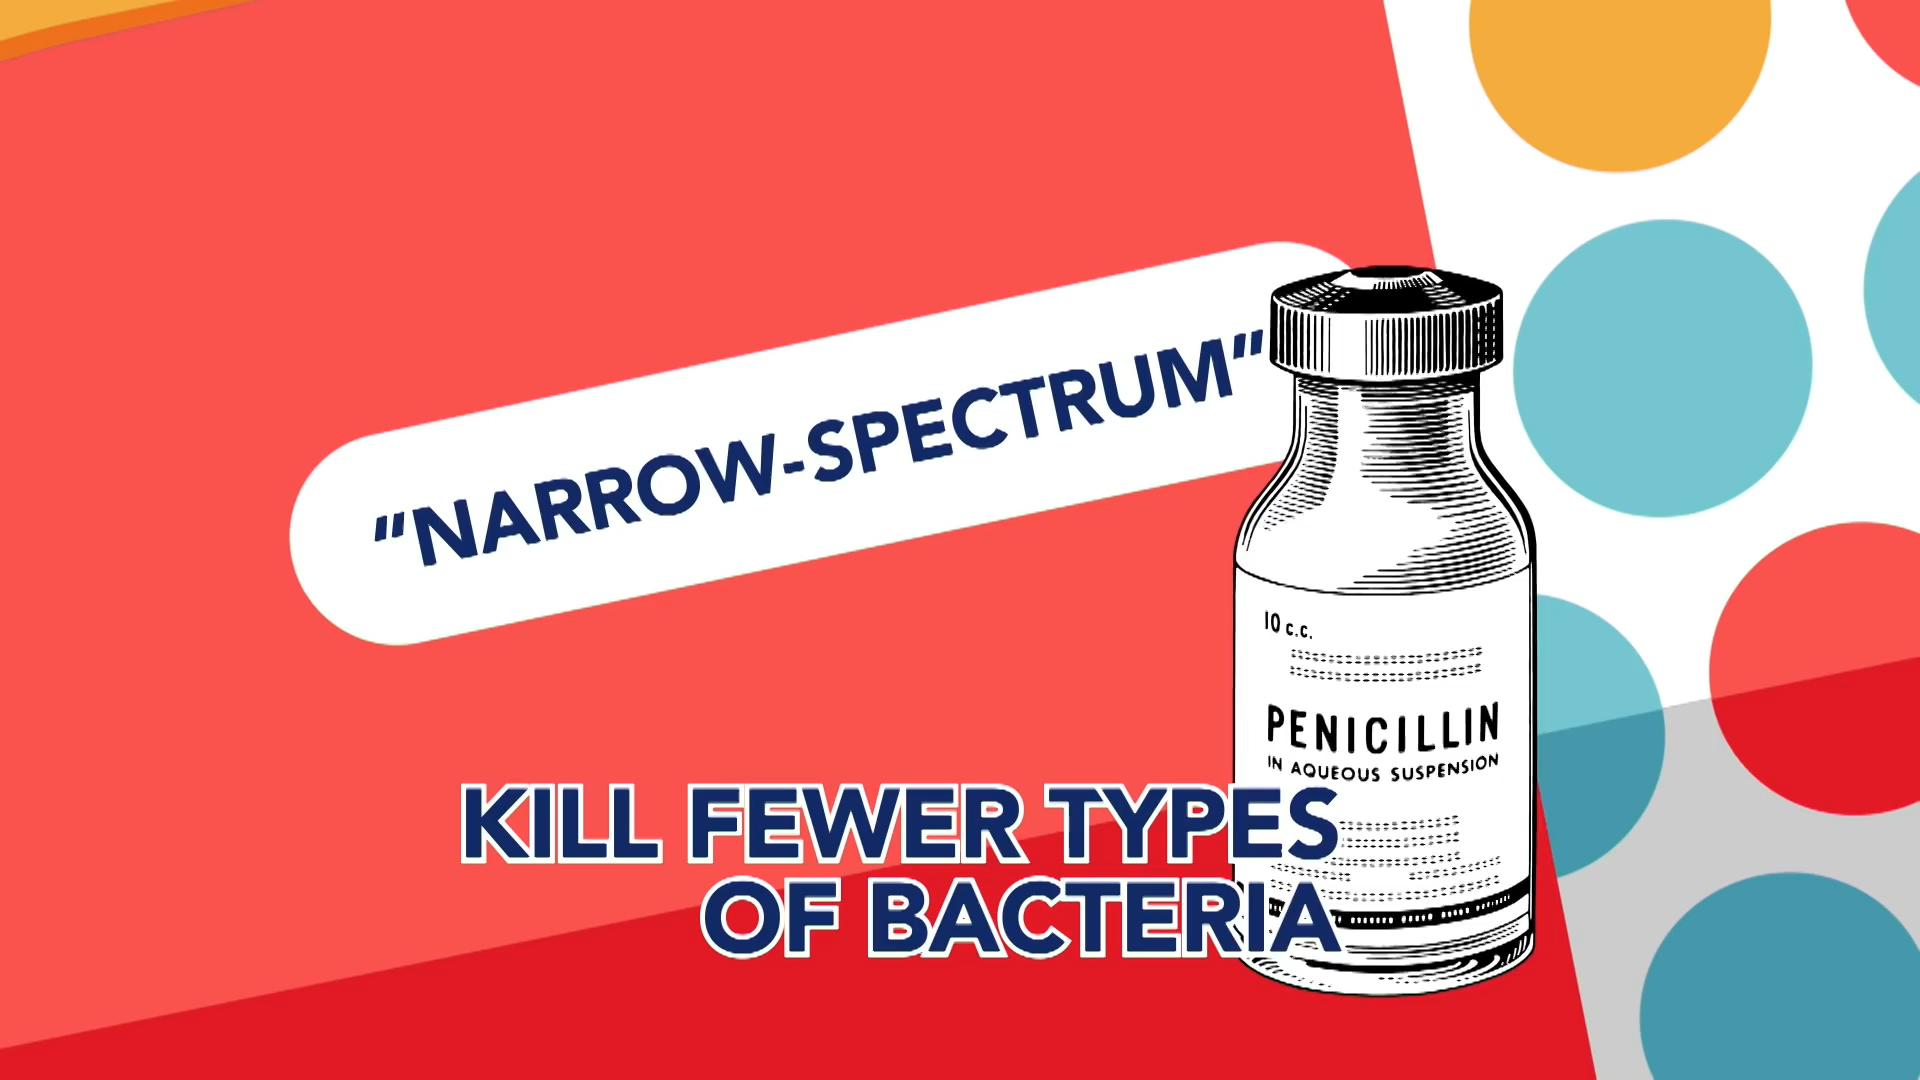 “NARROW-SPECTRUM”
10 c.c.
PENICILLIN
IN AQUEOUS SUSPENSION
KILL FEWER TYPES
OF BACTERIA